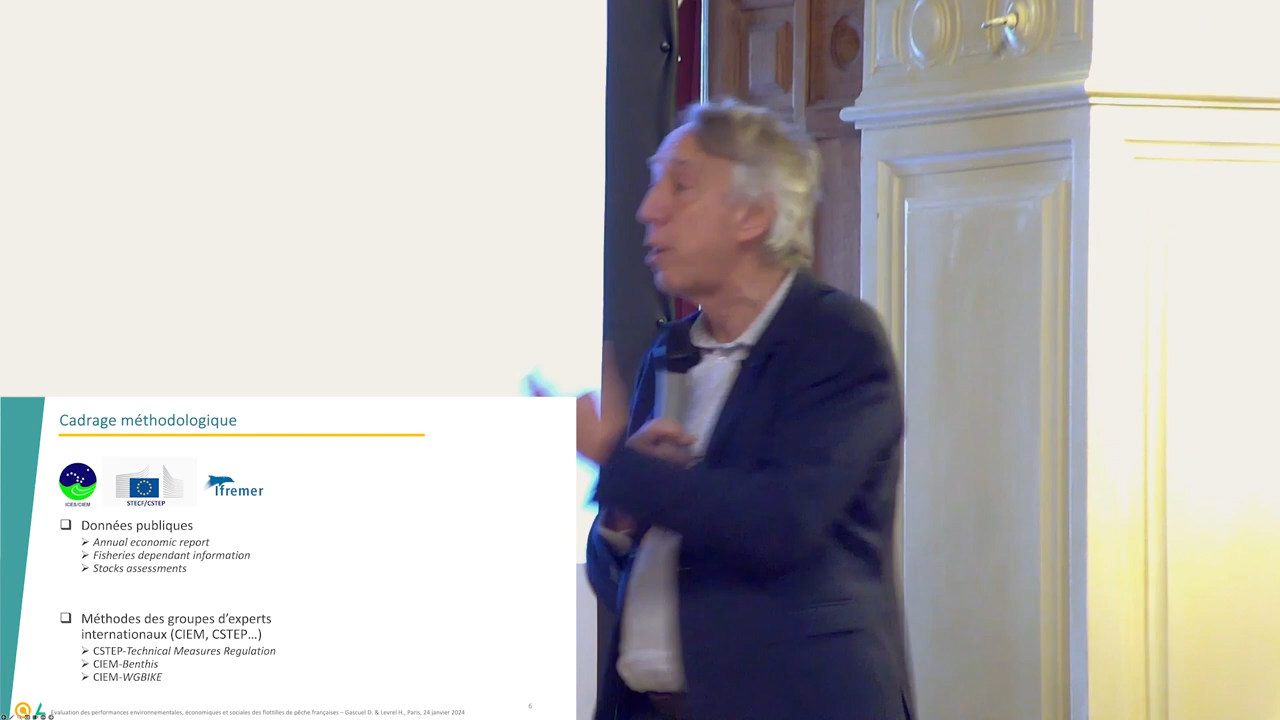 Cadrage méthodologique
ICES/CIEM
STECF/CSTEP
Ifremer
❑ Données publiques
➢ Annual economic report
➢ Fisheries dependant information
➢ Stocks assessments
❑ Méthodes des groupes d’experts
internationaux (CIEM, CSTEP…)
➢ CSTEP-Technical Measures Regulation
➢ CIEM-Benthis
➢ CIEM-WGBIKE
Evaluation des performances environnementales, économiques et sociales des flottilles de pêche françaises – Gascuel D. & Levrel H., Paris, 24 janvier 2024
6